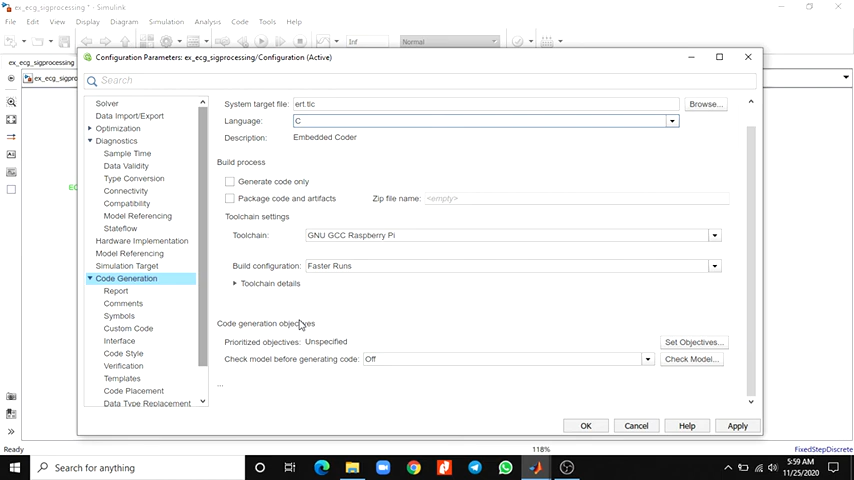 ex_ecg_sigprocessing * - Simulink
File Edit View Display Diagram Simulation Analysis Code Tools Help
Inf Normal
ex_ecg_sigprocessing
ex_ecg_sigpro
Configuration Parameters: ex_ecg_sigprocessing/Configuration (Active)
Search
Solver
Data Import/Export
Optimization
Diagnostics
Sample Time
Data Validity
Type Conversion
Connectivity
Compatibility
Model Referencing
Stateflow
Hardware Implementation
Model Referencing
Simulation Target
Code Generation
Report
Comments
Symbols
Custom Code
Interface
Code Style
Verification
Templates
Code Placement
Data Type Replacement
System target file: ert.tlc Browse...
Language: C
Description: Embedded Coder
Build process
Generate code only
Package code and artifacts Zip file name: <empty>
Toolchain settings
Toolchain: GNU GCC Raspberry Pi
Build configuration: Faster Runs
Toolchain details
Code generation objectives
Prioritized objectives: Unspecified Set Objectives...
Check model before generating code: Off Check Model...
...
OK Cancel Help Apply
Ready 118% FixedStepDiscrete
Search for anything
5:59 AM
11/25/2020